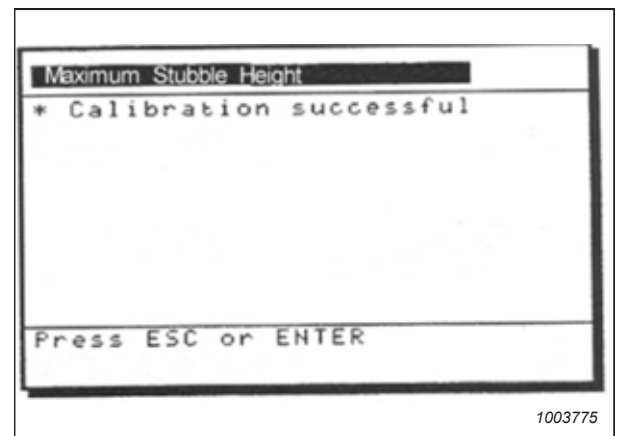 Maximum Stubble Height
* Calibration successful
Press ESC or ENTER
1003775